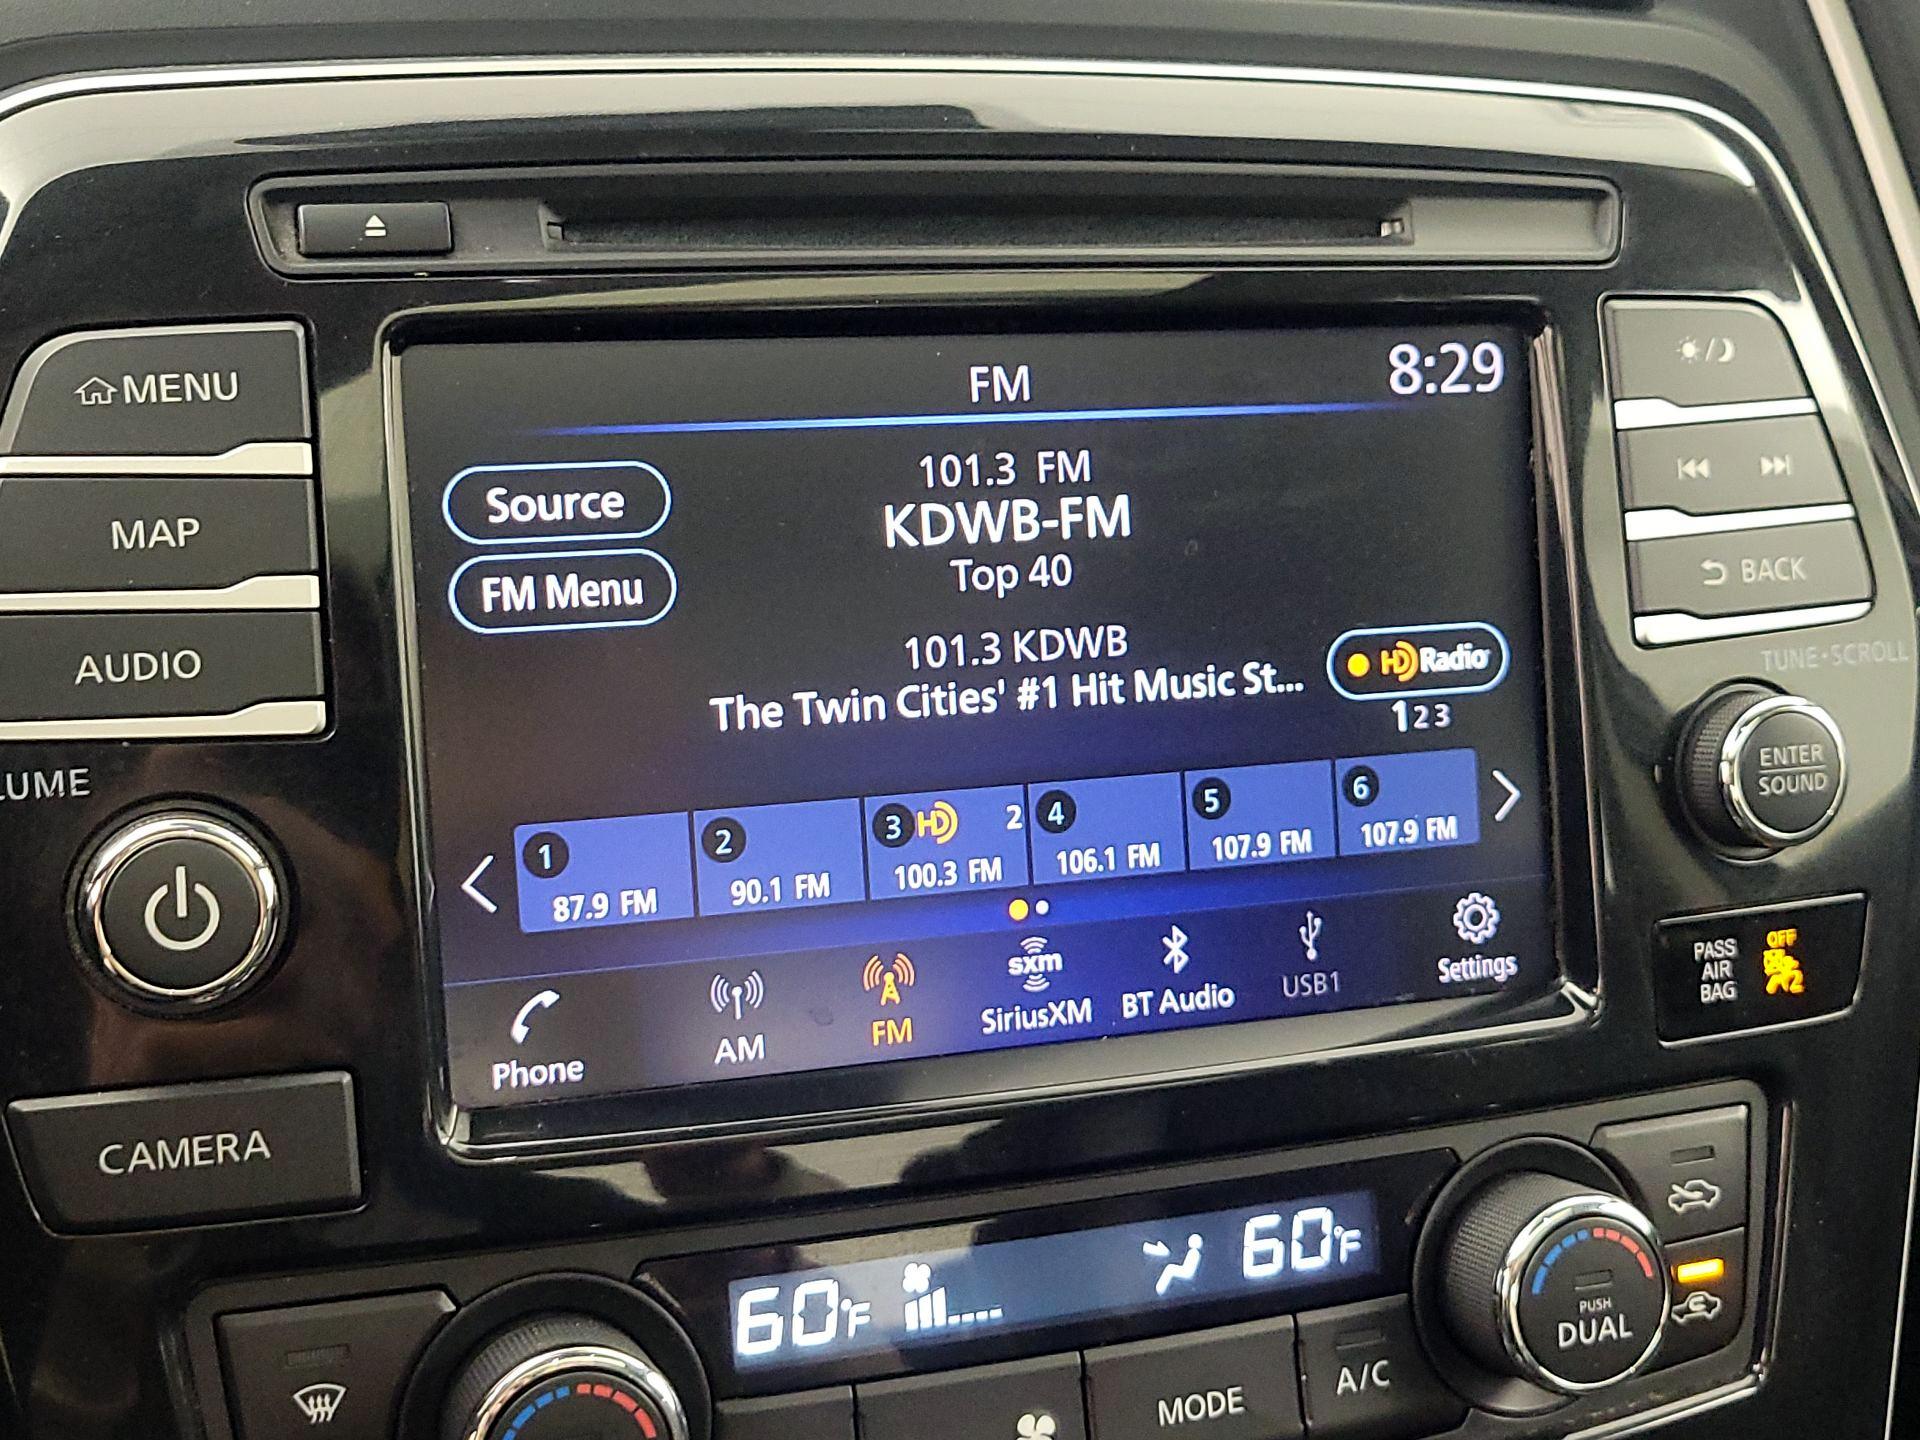 MENU
MAP
AUDIO
LUME
CAMERA
FM
8:29
Source
FM Menu
101.3 FM
KDWB-FM
Top 40
101.3 KDWB
The Twin Cities' #1 Hit Music St...
HD Radio
1 2 3
1
87.9 FM
2
90.1 FM
3 HD 2
100.3 FM
4
106.1 FM
5
107.9 FM
6
107.9 FM
Phone
AM
FM
sxm
SiriusXM
BT Audio
USB1
Settings
BACK
TUNE•SCROLL
ENTER
SOUND
PASS
AIR
BAG
OFF
2
60°F
60°F
PUSH
DUAL
MODE
A/C